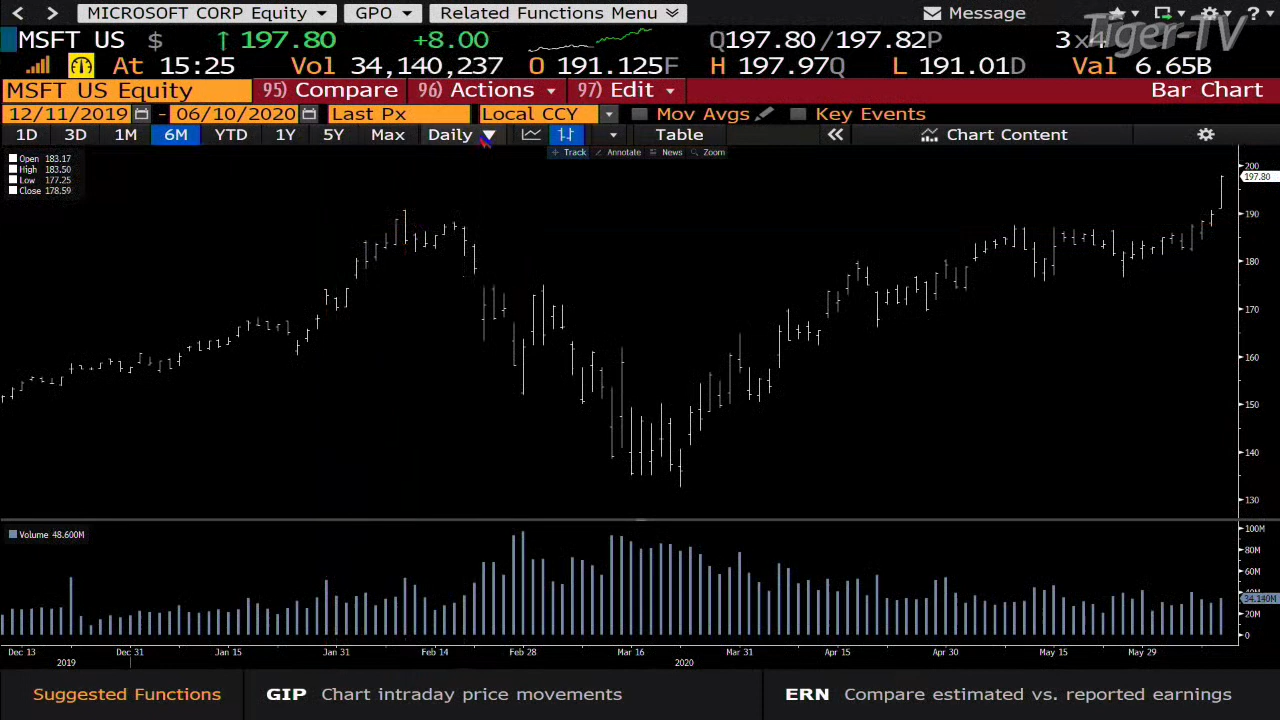 < > MICROSOFT CORP Equity GPO Related Functions Menu Message
Tiger-TV
MSFT US $ ↑ 197.80 +8.00 Q197.80/197.82P 3x4
At 15:25 Vol 34,140,237 O 191.125F H 197.97Q L 191.01D Val 6.65B
MSFT US Equity 95) Compare 96) Actions 97) Edit Bar Chart
12/11/2019 - 06/10/2020 Last Px Local CCY Mov Avgs Key Events
1D 3D 1M 6M YTD 1Y 5Y Max Daily ▼ Table « Chart Content
+ Track Annotate News Zoom
Open 183.17
High 183.50
Low 177.25
Close 178.59
200
197.80
190
180
170
160
150
140
130
Volume 48.600M
100M
80M
60M
40M
34.140M
20M
0
Dec 13 Dec 31 Jan 15 Jan 31 Feb 14 Feb 28 Mar 16 Mar 31 Apr 15 Apr 30 May 15 May 29
2019 2020
Suggested Functions GIP Chart intraday price movements ERN Compare estimated vs. reported earnings